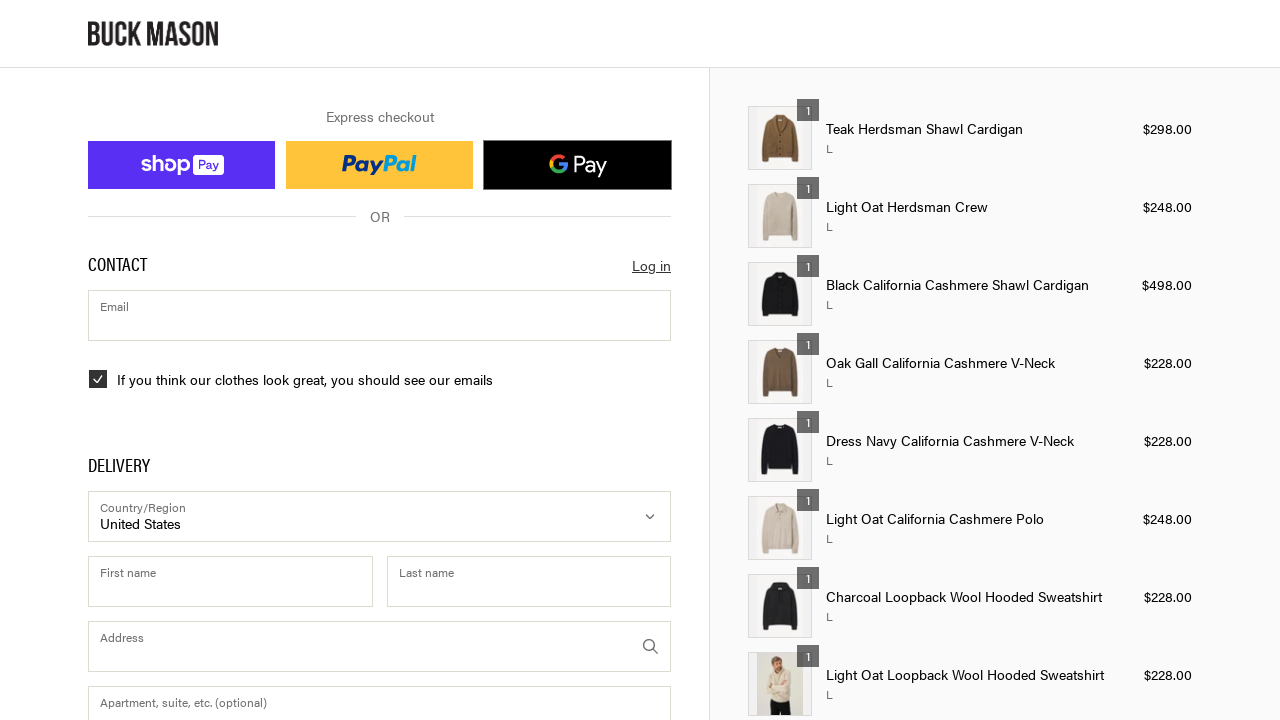 BUCK MASON
Express checkout
shop Pay
PayPal
G Pay
OR
CONTACT
Log in
Email
If you think our clothes look great, you should see our emails
DELIVERY
Country/Region
United States
First name
Last name
Address
Apartment, suite, etc. (optional)
1
Teak Herdsman Shawl Cardigan
$298.00
L
1
Light Oat Herdsman Crew
$248.00
L
1
Black California Cashmere Shawl Cardigan
$498.00
L
1
Oak Gall California Cashmere V-Neck
$228.00
L
1
Dress Navy California Cashmere V-Neck
$228.00
L
1
Light Oat California Cashmere Polo
$248.00
L
1
Charcoal Loopback Wool Hooded Sweatshirt
$228.00
L
1
Light Oat Loopback Wool Hooded Sweatshirt
$228.00
L